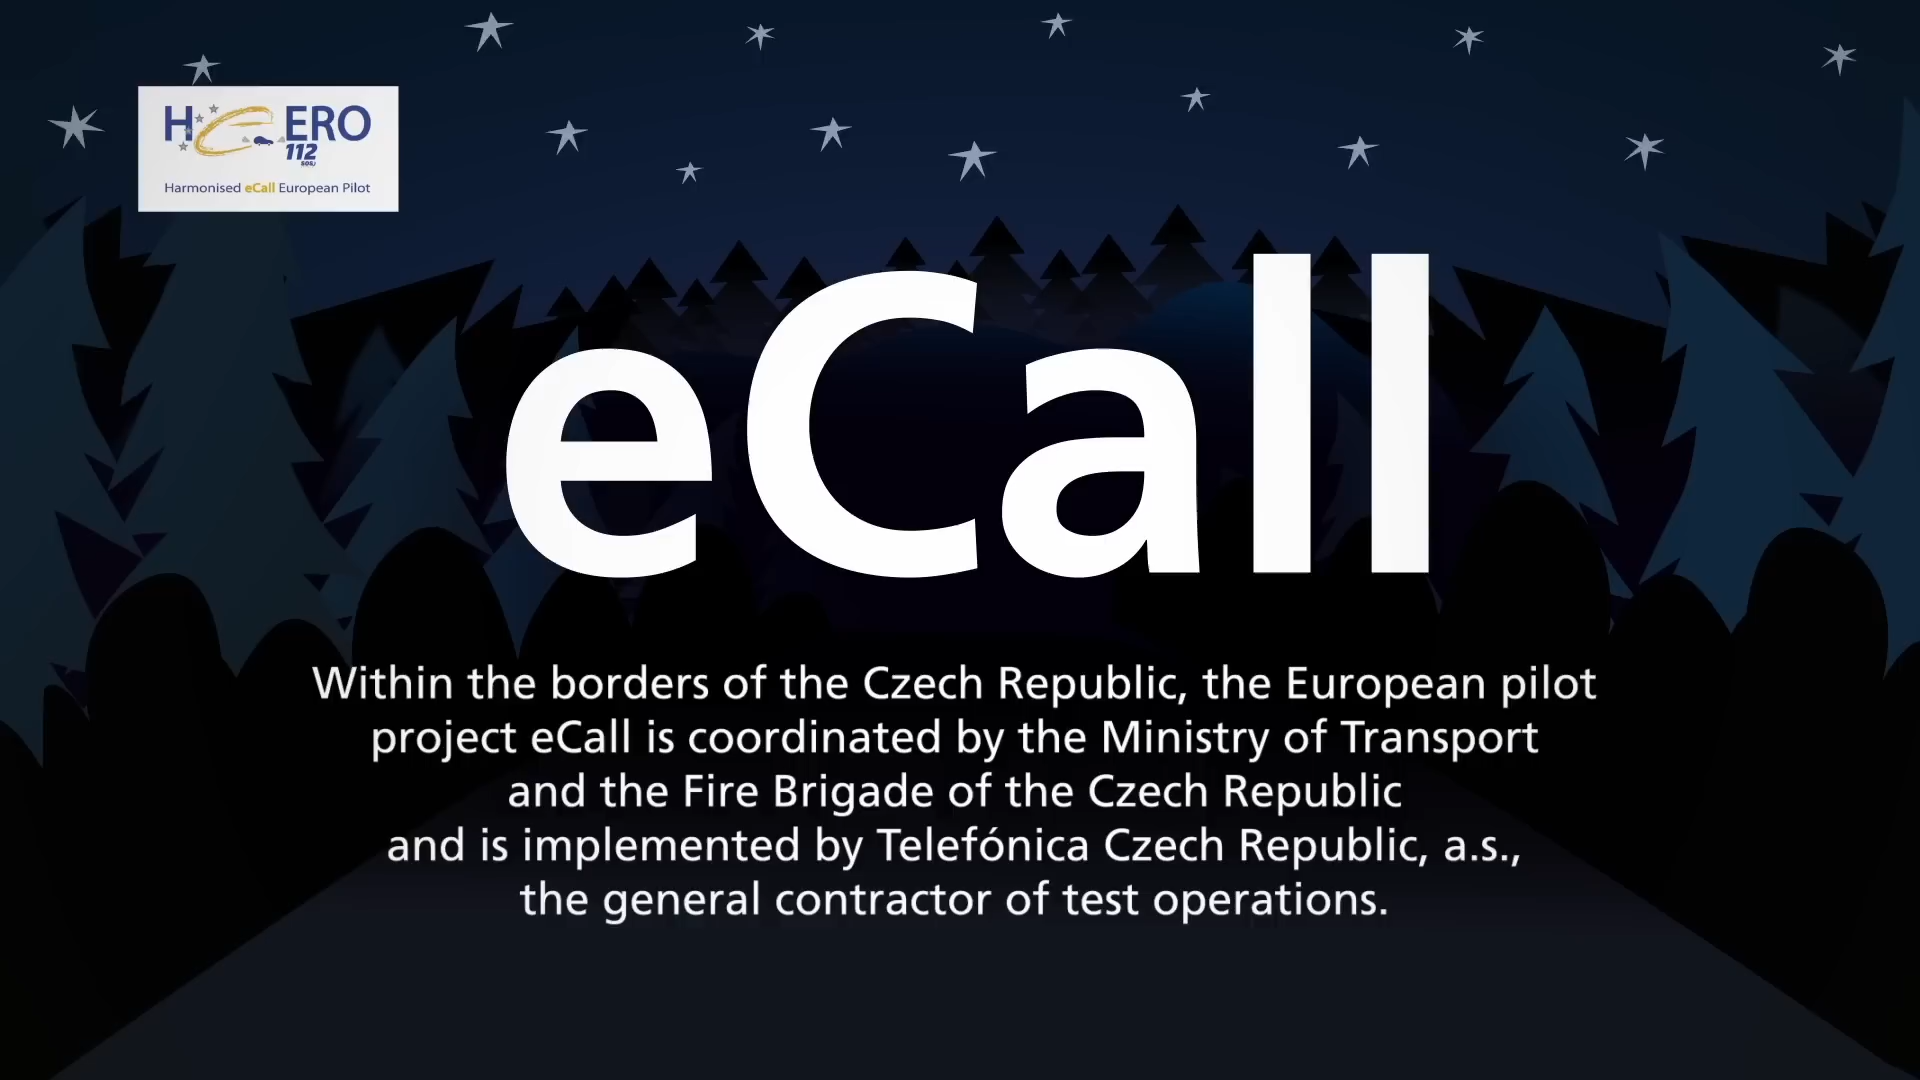 HeERO
112
Harmonised eCall European Pilot
eCall
Within the borders of the Czech Republic, the European pilot
project eCall is coordinated by the Ministry of Transport
and the Fire Brigade of the Czech Republic
and is implemented by Telefónica Czech Republic, a.s.,
the general contractor of test operations.